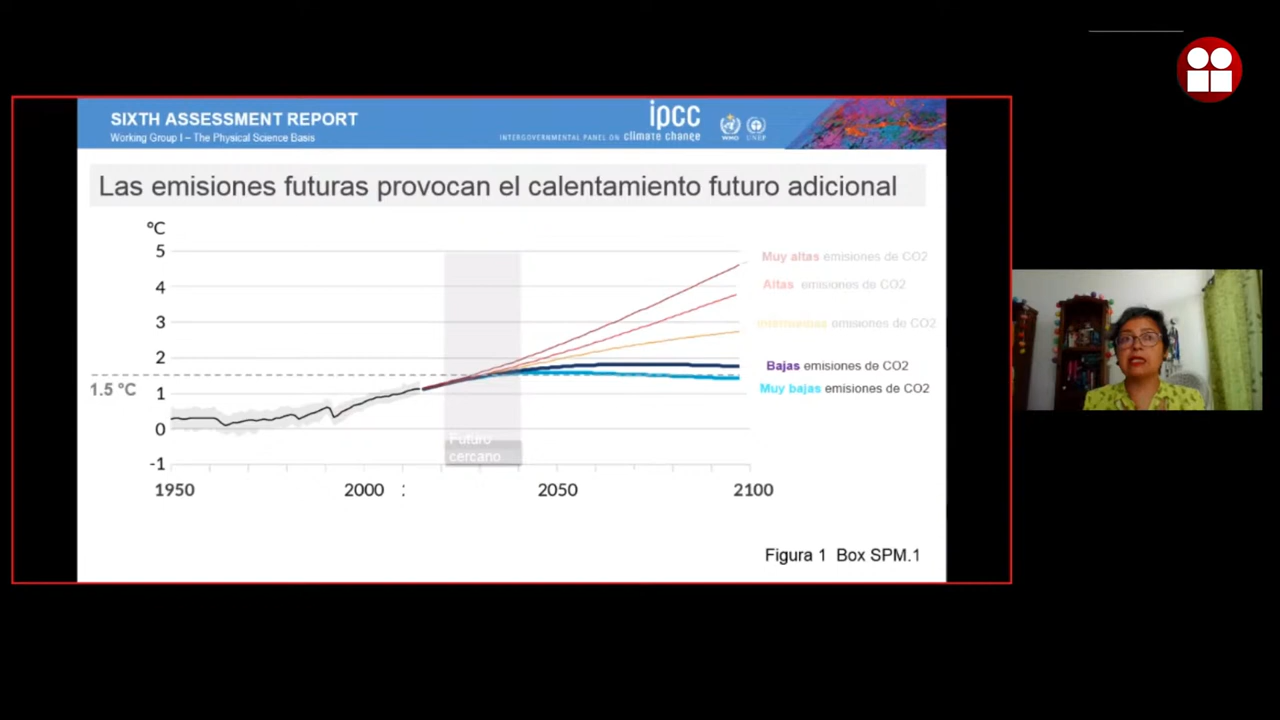 SIXTH ASSESSMENT REPORT
Working Group I – The Physical Science Basis
ipcc
INTERGOVERNMENTAL PANEL ON climate change
WMO
UNEP
Las emisiones futuras provocan el calentamiento futuro adicional
°C
5
4
3
2
1.5 °C
1
0
-1
Muy altas emisiones de CO2
Altas emisiones de CO2
Intermedias emisiones de CO2
Bajas emisiones de CO2
Muy bajas emisiones de CO2
Futuro
cercano
1950 2000 : 2050 2100
Figura 1 Box SPM.1